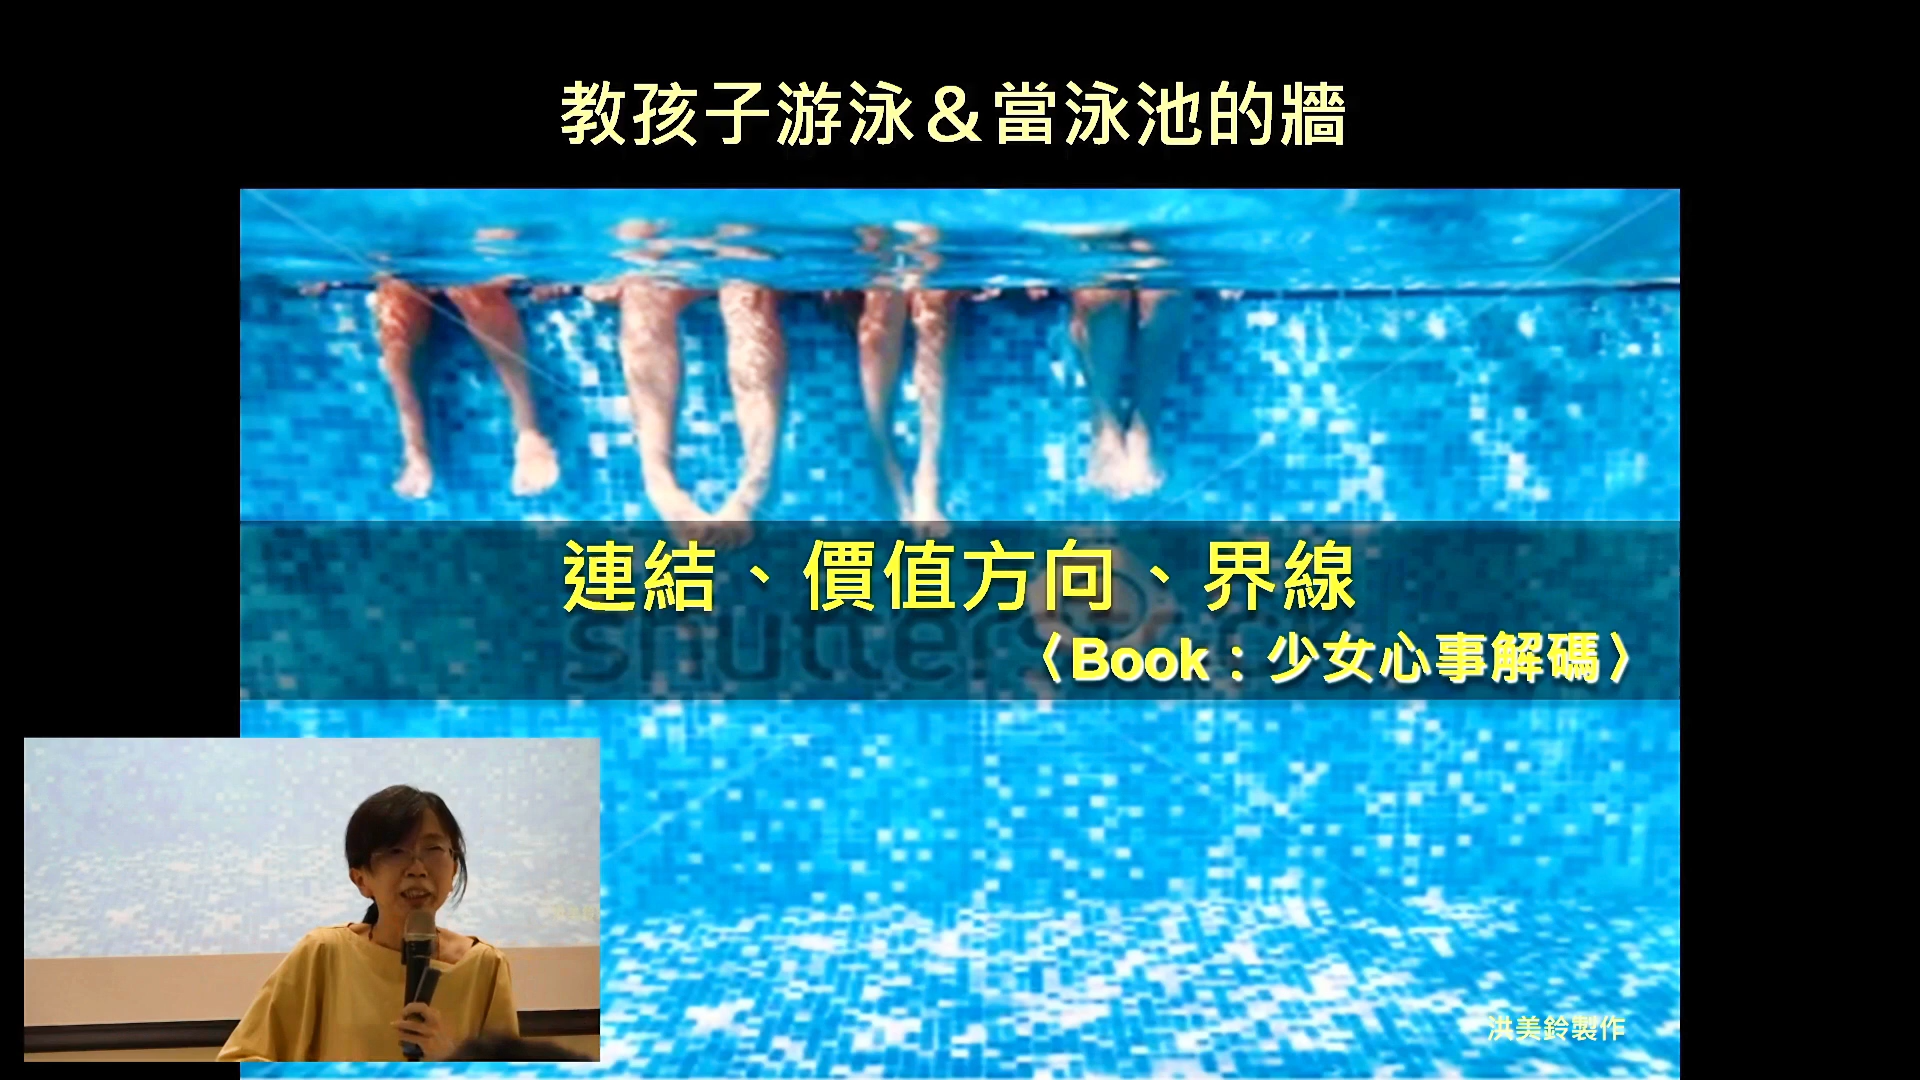 教孩子游泳＆當泳池的牆
連結、價值方向、界線
shutterst
〈Book：少女心事解碼〉
洪美鈴製作